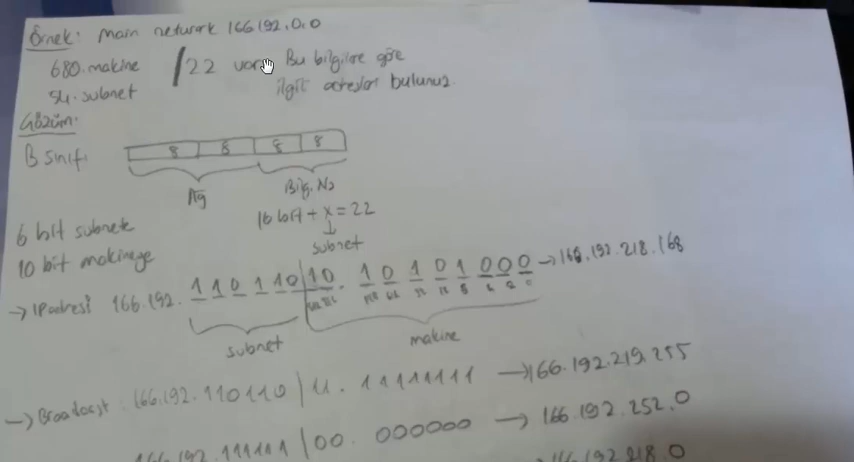 Örnek: main network 166.192.0.0
680.makine /22 var. Bu bilgilere göre
54.subnet ilgili adresleri bulunuz.
Çözüm:
B sınıfı 8 8 8 8
Ağ Bilg. No
16 bit + x = 22
6 bit subnete subnet
10 bit makineye
→ IP adresi 166.192. 1 1 0 1 1 0 | 1 0 . 1 0 1 0 1 0 0 0 → 166.192.218.168
subnet makine
→ Broadcast: 166.192.110110 | 11. 11111111 → 166.192.219.255
166.192.111111 | 00. 000000 → 166.192.252.0
166.192.218.0